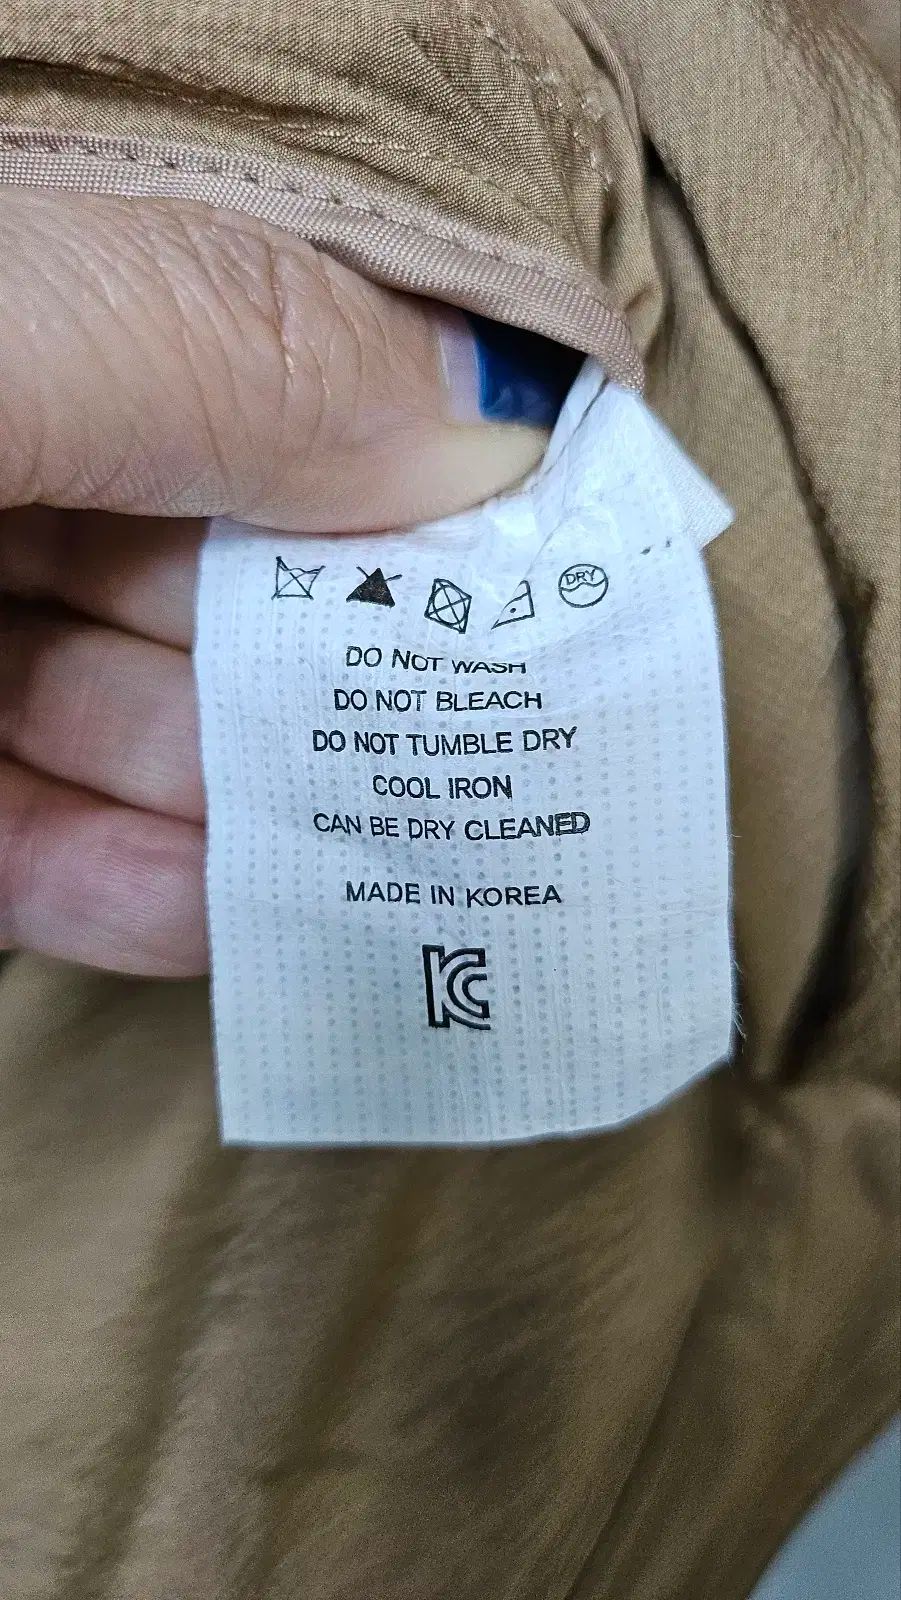 DRY
DO NOT WASH
DO NOT BLEACH
DO NOT TUMBLE DRY
COOL IRON
CAN BE DRY CLEANED
MADE IN KOREA
KC